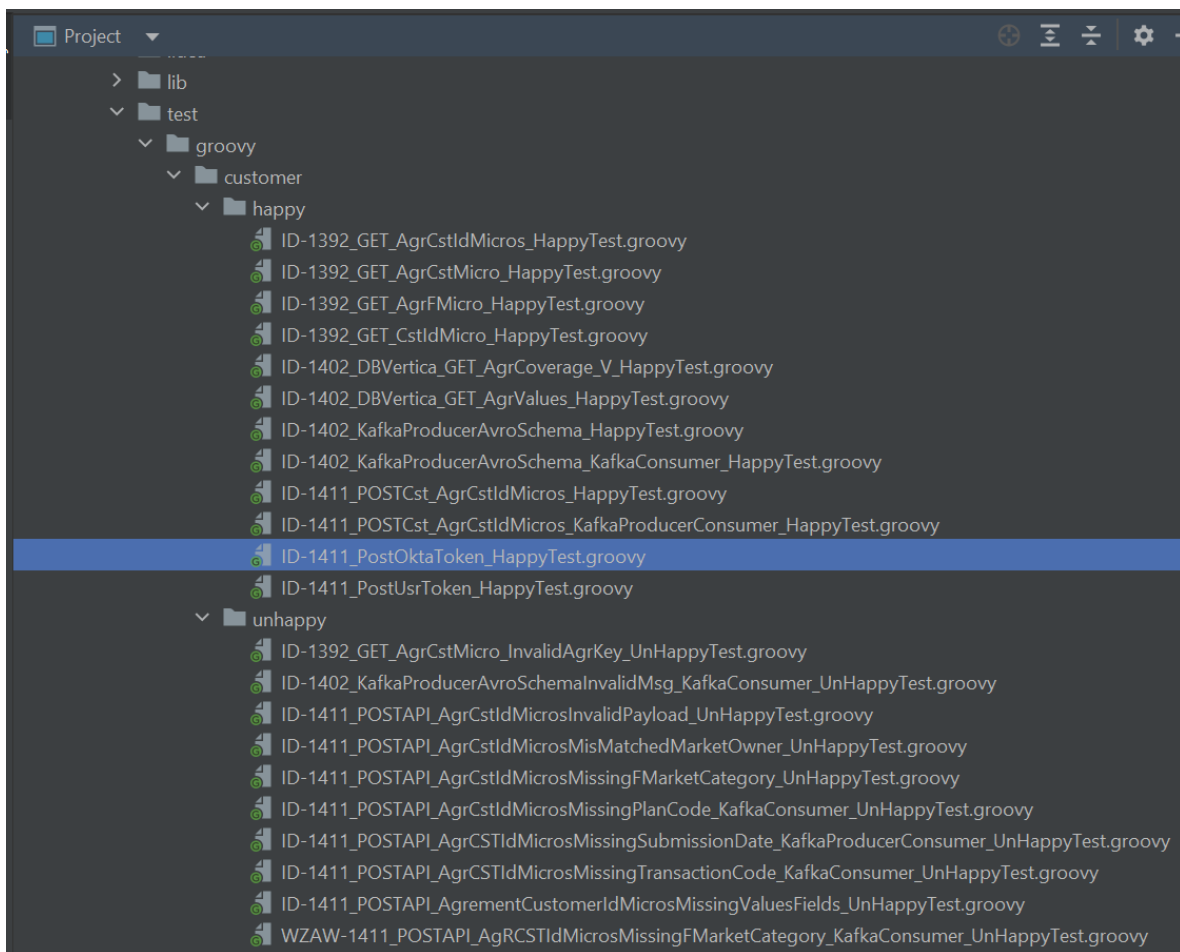 Project
lib
test
groovy
customer
happy
ID-1392_GET_AgrCstIdMicros_HappyTest.groovy
ID-1392_GET_AgrCstMicro_HappyTest.groovy
ID-1392_GET_AgrFMicro_HappyTest.groovy
ID-1392_GET_CstIdMicro_HappyTest.groovy
ID-1402_DBVertica_GET_AgrCoverage_V_HappyTest.groovy
ID-1402_DBVertica_GET_AgrValues_HappyTest.groovy
ID-1402_KafkaProducerAvroSchema_HappyTest.groovy
ID-1402_KafkaProducerAvroSchema_KafkaConsumer_HappyTest.groovy
ID-1411_POSTCst_AgrCstIdMicros_HappyTest.groovy
ID-1411_POSTCst_AgrCstIdMicros_KafkaProducerConsumer_HappyTest.groovy
ID-1411_PostOktaToken_HappyTest.groovy
ID-1411_PostUsrToken_HappyTest.groovy
unhappy
ID-1392_GET_AgrCstMicro_InvalidAgrKey_UnHappyTest.groovy
ID-1402_KafkaProducerAvroSchemaInvalidMsg_KafkaConsumer_UnHappyTest.groovy
ID-1411_POSTAPI_AgrCstIdMicrosInvalidPayload_UnHappyTest.groovy
ID-1411_POSTAPI_AgrCstIdMicrosMisMatchedMarketOwner_UnHappyTest.groovy
ID-1411_POSTAPI_AgrCstIdMicrosMissingFMarketCategory_UnHappyTest.groovy
ID-1411_POSTAPI_AgrCstIdMicrosMissingPlanCode_KafkaConsumer_UnHappyTest.groovy
ID-1411_POSTAPI_AgrCSTIdMicrosMissingSubmissionDate_KafkaProducerConsumer_UnHappyTest.groovy
ID-1411_POSTAPI_AgrCSTIdMicrosMissingTransactionCode_KafkaConsumer_UnHappyTest.groovy
ID-1411_POSTAPI_AgrementCustomerIdMicrosMissingValuesFields_UnHappyTest.groovy
WZAW-1411_POSTAPI_AgRCSTIdMicrosMissingFMarketCategory_KafkaConsumer_UnHappyTest.groovy